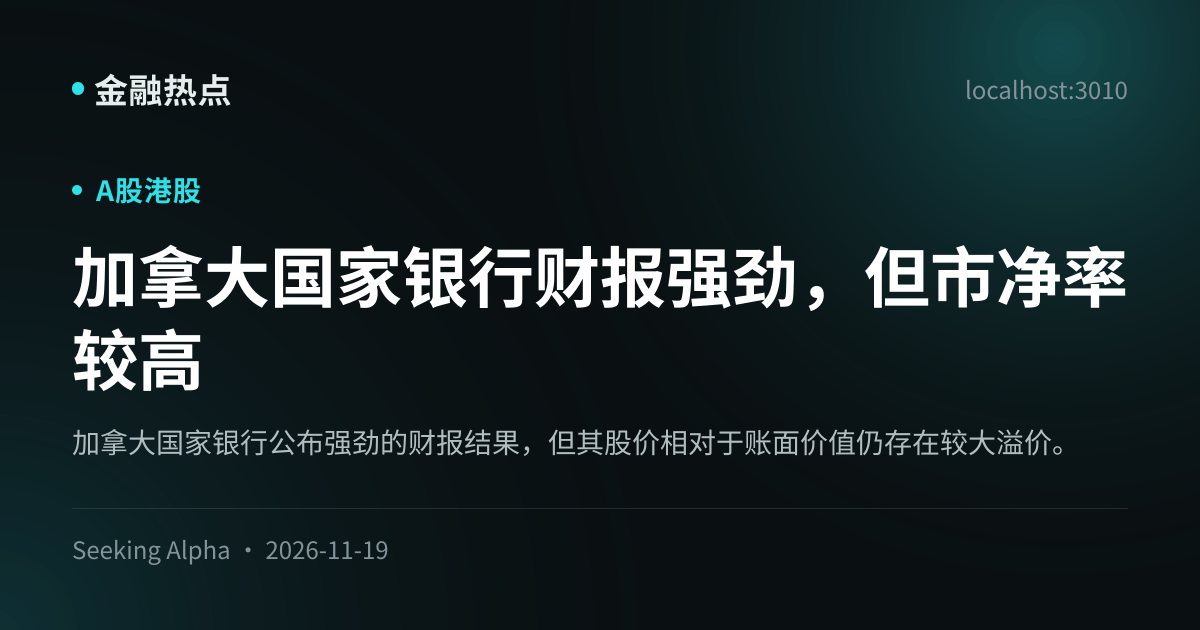 金融热点
localhost:3010
A股港股
加拿大国家银行财报强劲，但市净率
较高
加拿大国家银行公布强劲的财报结果，但其股价相对于账面价值仍存在较大溢价。
Seeking Alpha · 2026-11-19